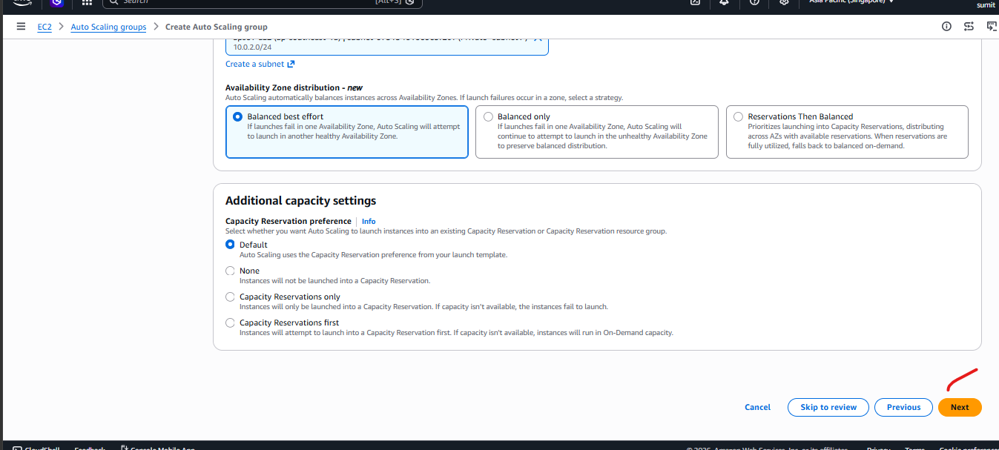 Search
[Alt+S]
Asia Pacific (Singapore)
sumit
EC2 > Auto Scaling groups > Create Auto Scaling group
10.0.2.0/24
Create a subnet
Availability Zone distribution - new
Auto Scaling automatically balances instances across Availability Zones. If launch failures occur in a zone, select a strategy.
Balanced best effort
If launches fail in one Availability Zone, Auto Scaling will attempt
to launch in another healthy Availability Zone.
Balanced only
If launches fail in one Availability Zone, Auto Scaling will
continue to attempt to launch in the unhealthy Availability Zone
to preserve balanced distribution.
Reservations Then Balanced
Prioritizes launching into Capacity Reservations, distributing
across AZs with available reservations. When reservations are
fully utilized, falls back to balanced on-demand.
Additional capacity settings
Capacity Reservation preference | Info
Select whether you want Auto Scaling to launch instances into an existing Capacity Reservation or Capacity Reservation resource group.
Default
Auto Scaling uses the Capacity Reservation preference from your launch template.
None
Instances will not be launched into a Capacity Reservation.
Capacity Reservations only
Instances will only be launched into a Capacity Reservation. If capacity isn't available, the instances fail to launch.
Capacity Reservations first
Instances will attempt to launch into a Capacity Reservation first. If capacity isn't available, instances will run in On-Demand capacity.
Cancel Skip to review Previous Next
CloudShell Feedback Console Mobile App © 2026, Amazon Web Services, Inc. or its affiliates. Privacy Terms Cookie preferences